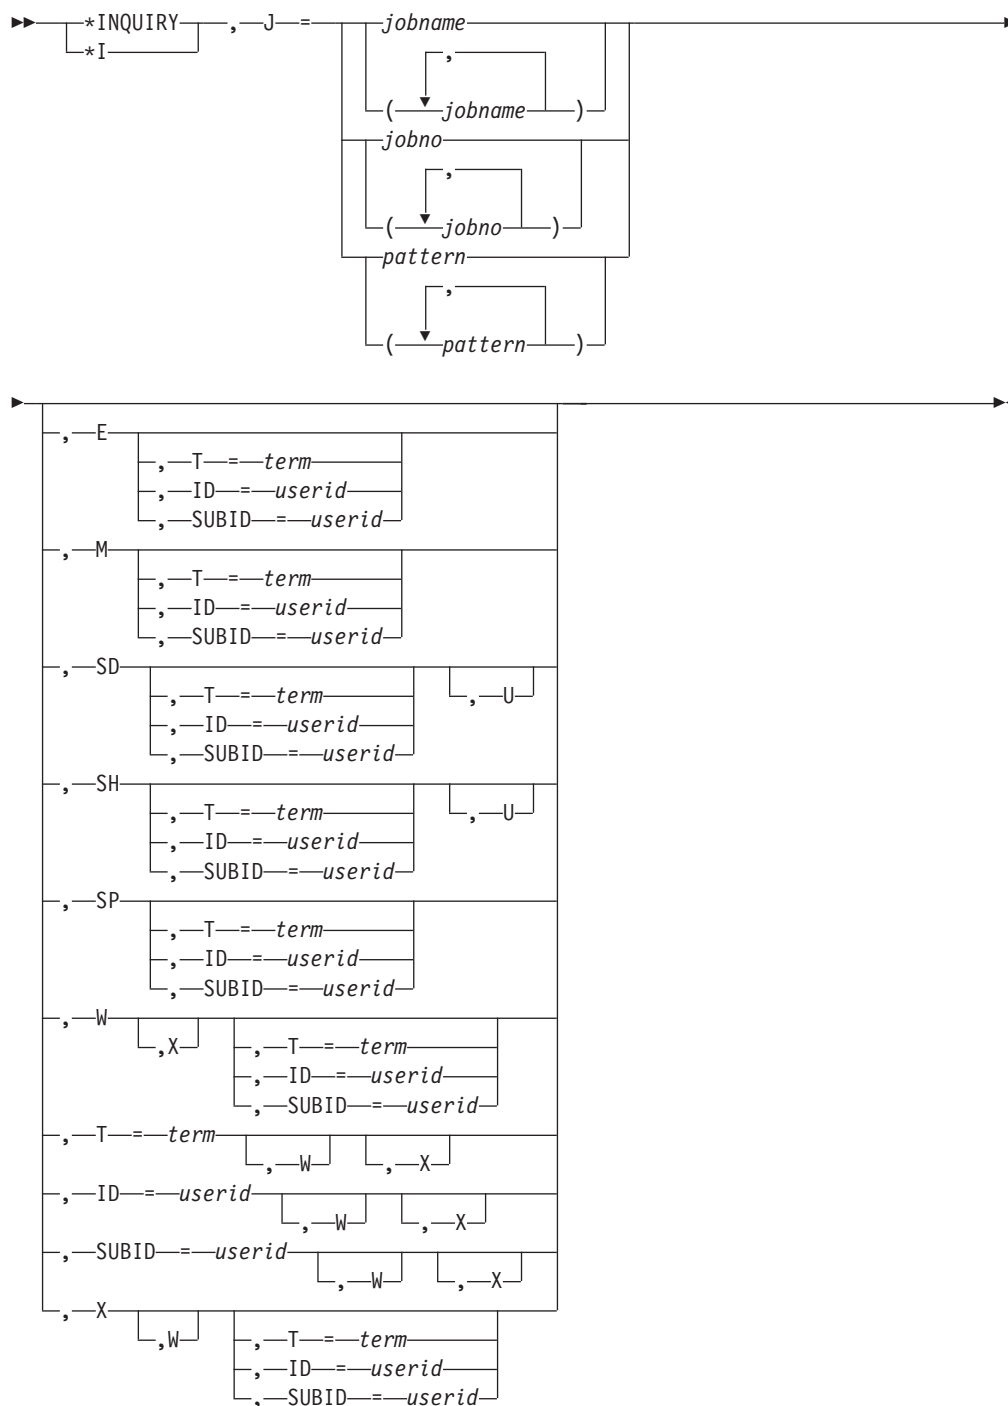 *INQUIRY , J = jobname
*I
,
( jobname )
jobno
,
( jobno )
pattern
,
( pattern )
, E
, T = term
, ID = userid
, SUBID = userid
, M
, T = term
, ID = userid
, SUBID = userid
, SD
, T = term , U
, ID = userid
, SUBID = userid
, SH
, T = term , U
, ID = userid
, SUBID = userid
, SP
, T = term
, ID = userid
, SUBID = userid
, W
,X , T = term
, ID = userid
, SUBID = userid
, T = term
, W , X
, ID = userid
, W , X
, SUBID = userid
, W , X
, X
,W , T = term
, ID = userid
, SUBID = userid